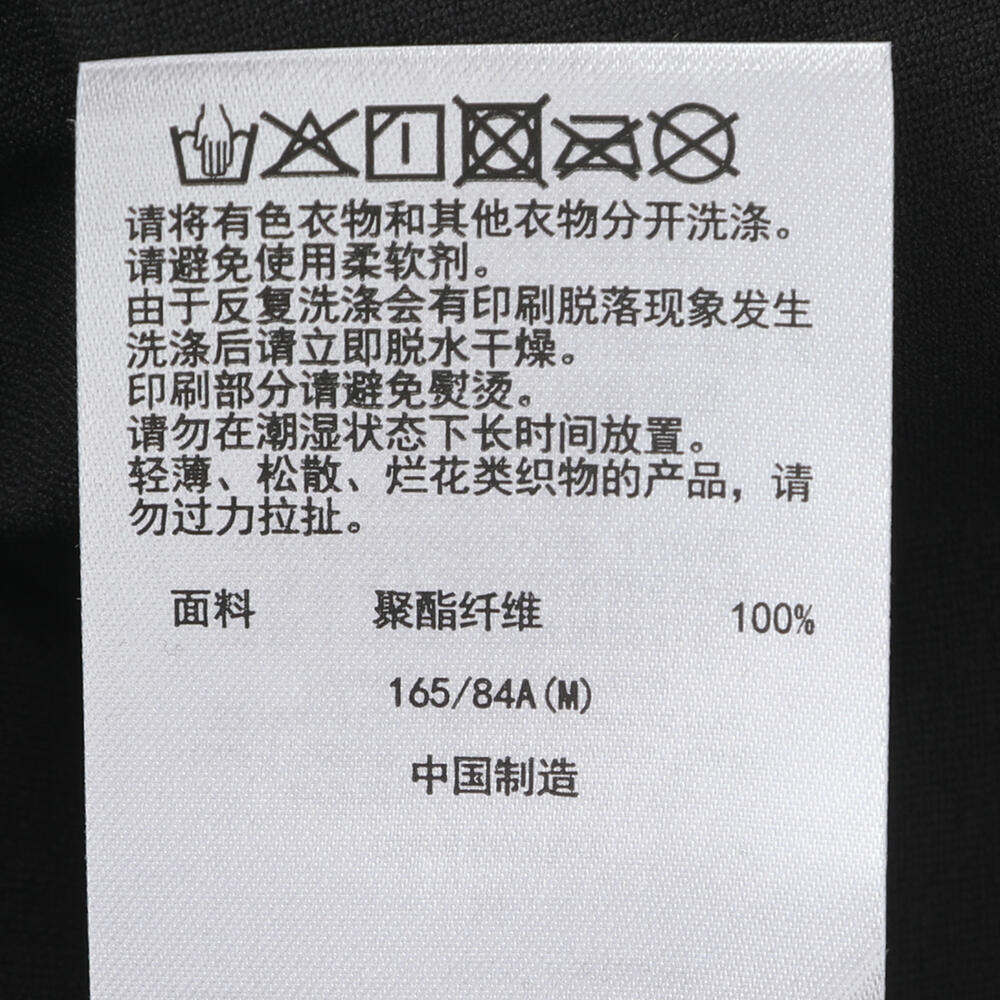 请将有色衣物和其他衣物分开洗涤。
请避免使用柔软剂。
由于反复洗涤会有印刷脱落现象发生
洗涤后请立即脱水干燥。
印刷部分请避免熨烫。
请勿在潮湿状态下长时间放置。
轻薄、松散、烂花类织物的产品，请
勿过力拉扯。
面料 聚酯纤维 100%
165/84A(M)
中国制造